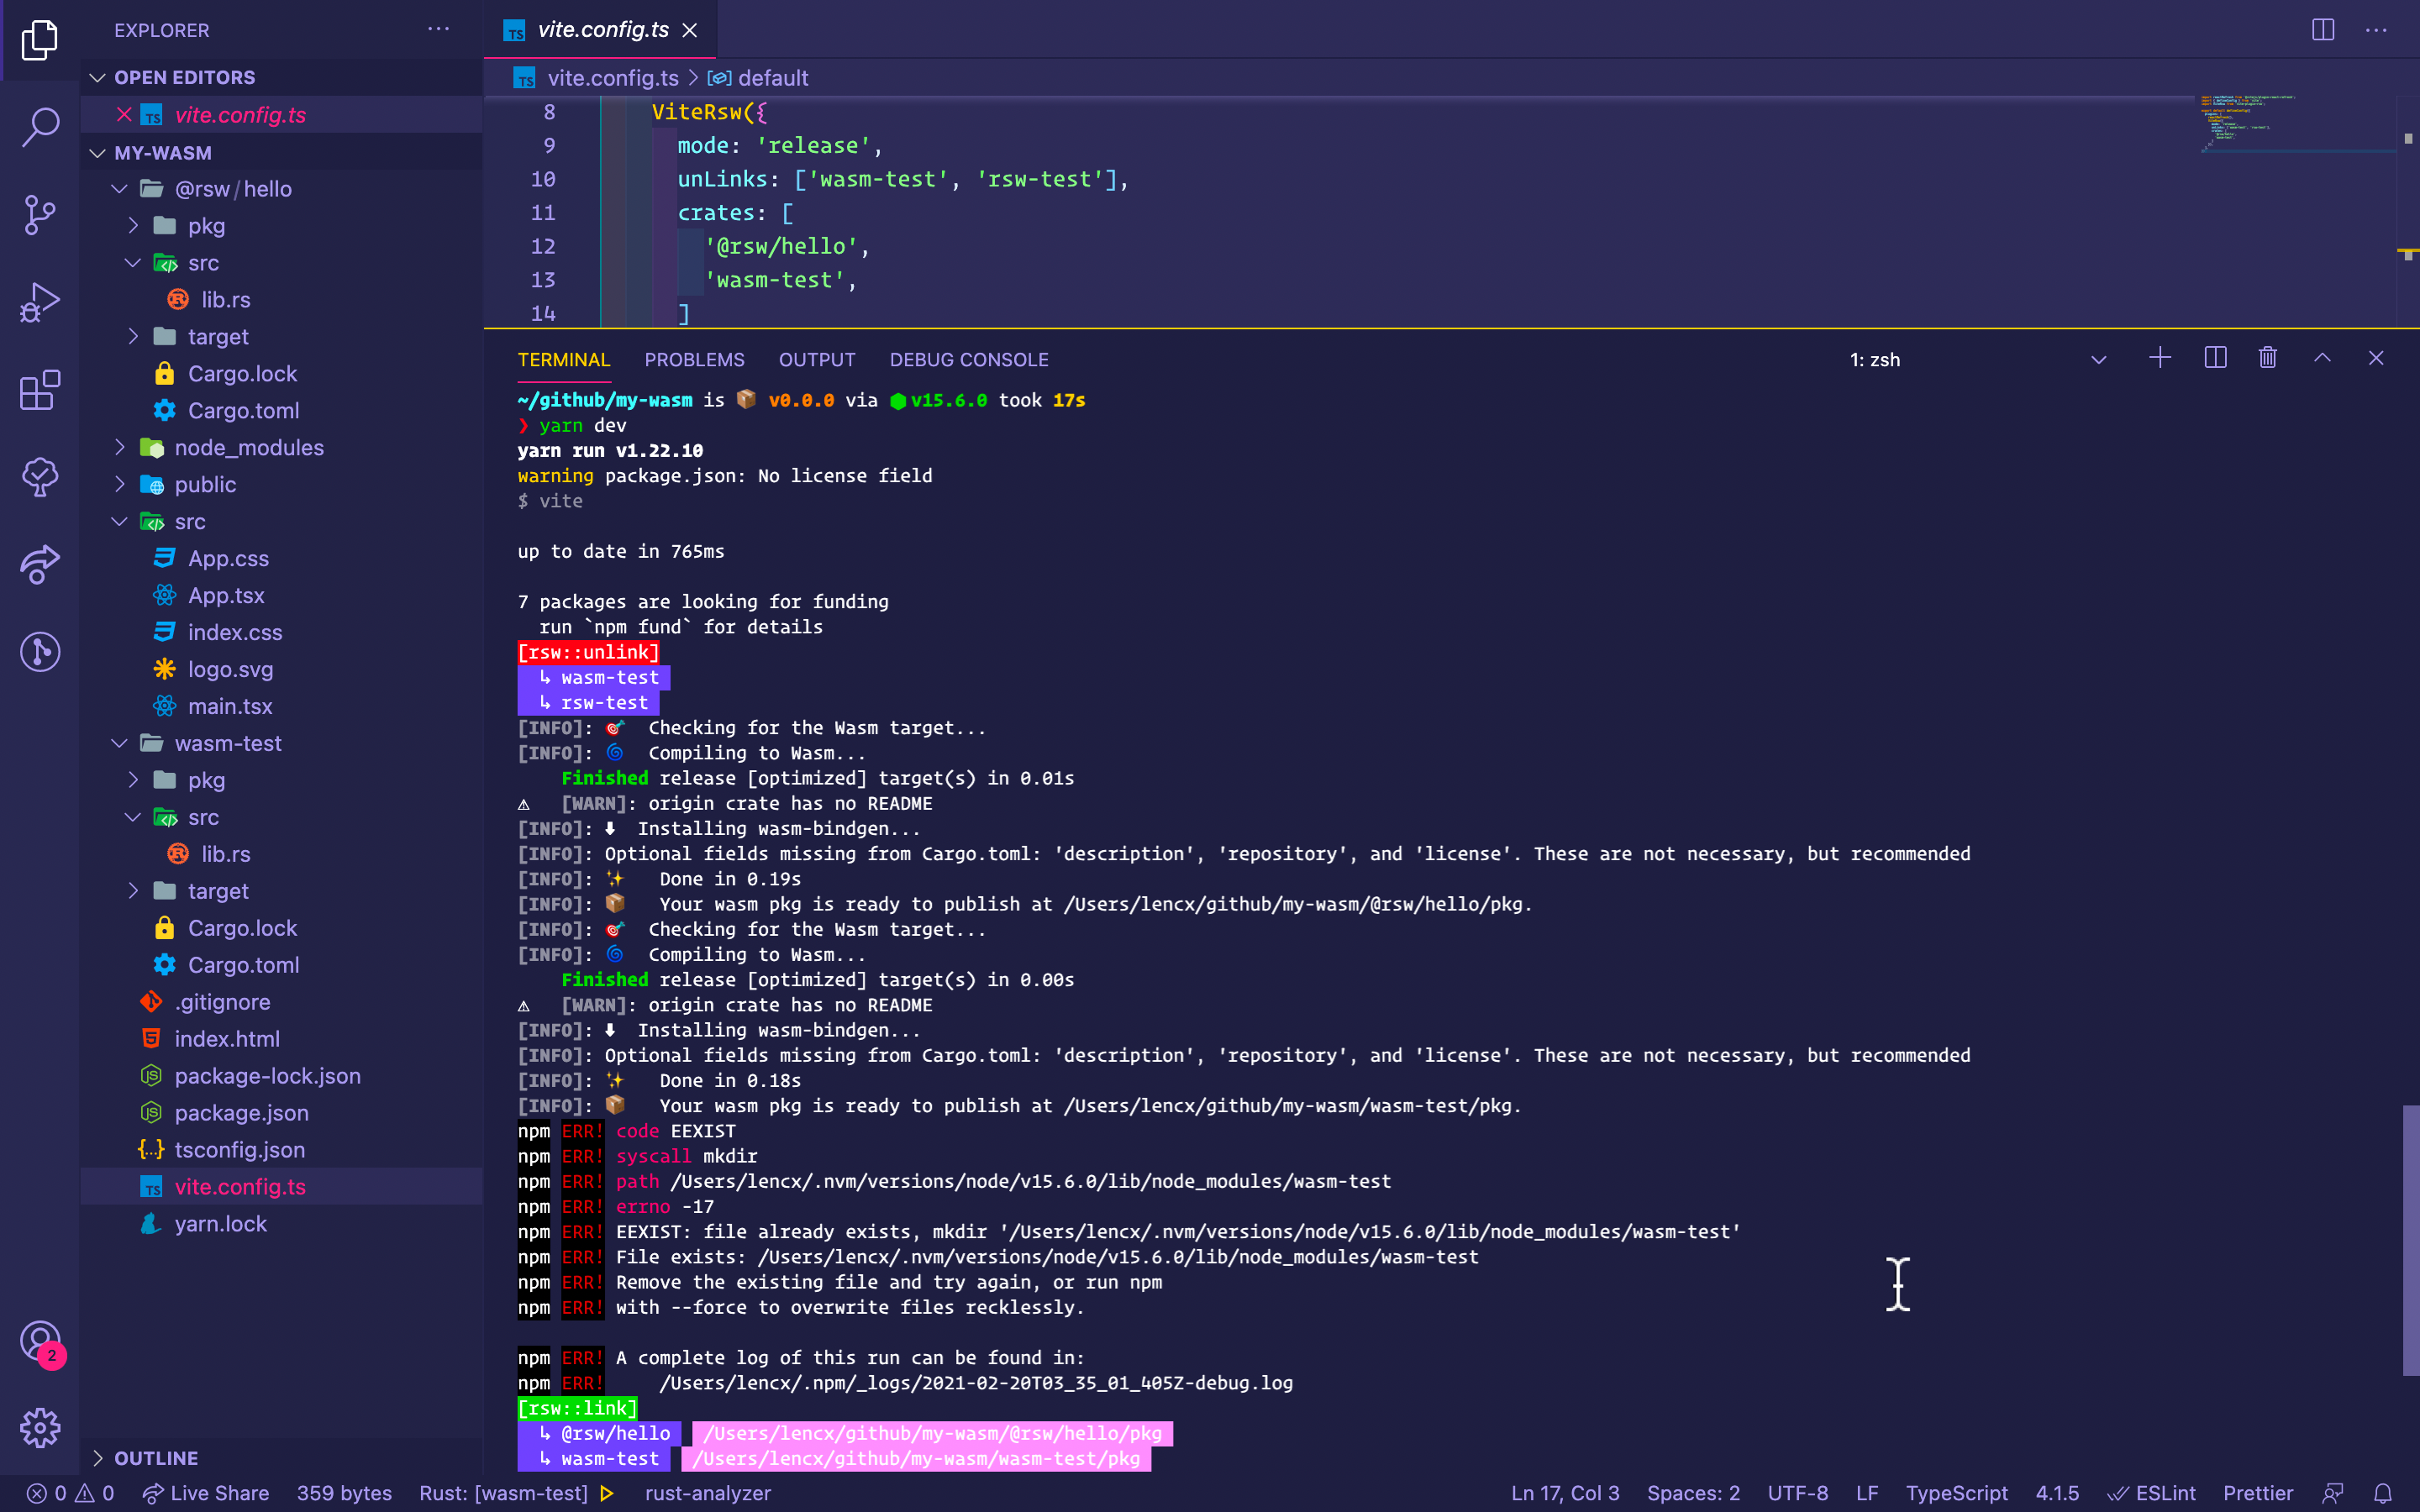 EXPLORER
OPEN EDITORS
vite.config.ts
MY-WASM
@rsw/hello
pkg
src
lib.rs
target
Cargo.lock
Cargo.toml
node_modules
public
src
App.css
App.tsx
index.css
logo.svg
main.tsx
wasm-test
pkg
src
lib.rs
target
Cargo.lock
Cargo.toml
.gitignore
index.html
package-lock.json
package.json
tsconfig.json
vite.config.ts
yarn.lock
OUTLINE
2
vite.config.ts
vite.config.ts > default
8 ViteRsw({
9 mode: 'release',
10 unLinks: ['wasm-test', 'rsw-test'],
11 crates: [
12 '@rsw/hello',
13 'wasm-test',
14 ]
TERMINAL PROBLEMS OUTPUT DEBUG CONSOLE 1: zsh
~/github/my-wasm is 📦 v0.0.0 via ⬢ v15.6.0 took 17s
❯ yarn dev
yarn run v1.22.10
warning package.json: No license field
$ vite
up to date in 765ms
7 packages are looking for funding
run `npm fund` for details
[rsw::unlink]
↳ wasm-test
↳ rsw-test
[INFO]: 🎯 Checking for the Wasm target...
[INFO]: 🌀 Compiling to Wasm...
Finished release [optimized] target(s) in 0.01s
⚠ [WARN]: origin crate has no README
[INFO]: ⬇ Installing wasm-bindgen...
[INFO]: Optional fields missing from Cargo.toml: 'description', 'repository', and 'license'. These are not necessary, but recommended
[INFO]: ✨ Done in 0.19s
[INFO]: 📦 Your wasm pkg is ready to publish at /Users/lencx/github/my-wasm/@rsw/hello/pkg.
[INFO]: 🎯 Checking for the Wasm target...
[INFO]: 🌀 Compiling to Wasm...
Finished release [optimized] target(s) in 0.00s
⚠ [WARN]: origin crate has no README
[INFO]: ⬇ Installing wasm-bindgen...
[INFO]: Optional fields missing from Cargo.toml: 'description', 'repository', and 'license'. These are not necessary, but recommended
[INFO]: ✨ Done in 0.18s
[INFO]: 📦 Your wasm pkg is ready to publish at /Users/lencx/github/my-wasm/wasm-test/pkg.
npm ERR! code EEXIST
npm ERR! syscall mkdir
npm ERR! path /Users/lencx/.nvm/versions/node/v15.6.0/lib/node_modules/wasm-test
npm ERR! errno -17
npm ERR! EEXIST: file already exists, mkdir '/Users/lencx/.nvm/versions/node/v15.6.0/lib/node_modules/wasm-test'
npm ERR! File exists: /Users/lencx/.nvm/versions/node/v15.6.0/lib/node_modules/wasm-test
npm ERR! Remove the existing file and try again, or run npm
npm ERR! with --force to overwrite files recklessly.
npm ERR! A complete log of this run can be found in:
npm ERR! /Users/lencx/.npm/_logs/2021-02-20T03_35_01_405Z-debug.log
[rsw::link]
↳ @rsw/hello /Users/lencx/github/my-wasm/@rsw/hello/pkg
↳ wasm-test /Users/lencx/github/my-wasm/wasm-test/pkg
0 0 Live Share 359 bytes Rust: [wasm-test] rust-analyzer Ln 17, Col 3 Spaces: 2 UTF-8 LF TypeScript 4.1.5 ESLint Prettier